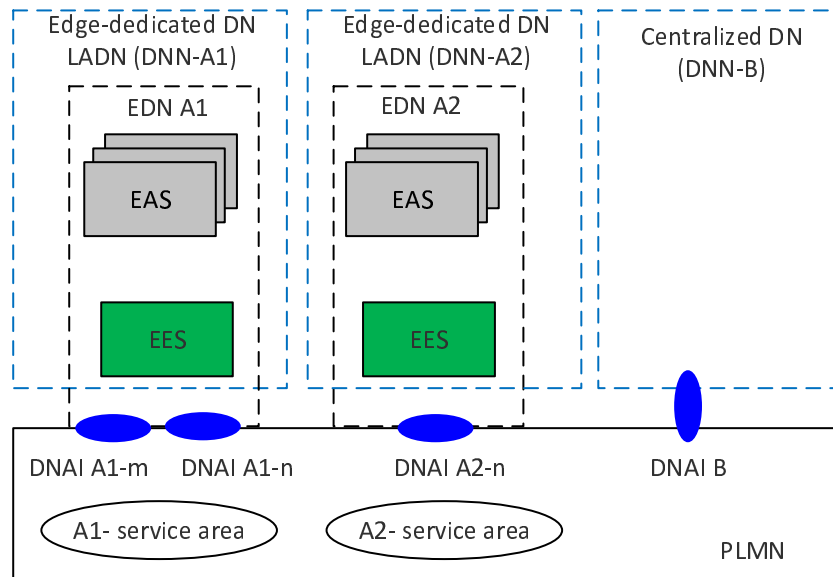 Edge-dedicated DN
LADN (DNN-A1)
EDN A1
EAS
EES
Edge-dedicated DN
LADN (DNN-A2)
EDN A2
EAS
EES
Centralized DN
(DNN-B)
DNAI A1-m
DNAI A1-n
DNAI A2-n
DNAI B
A1- service area
A2- service area
PLMN